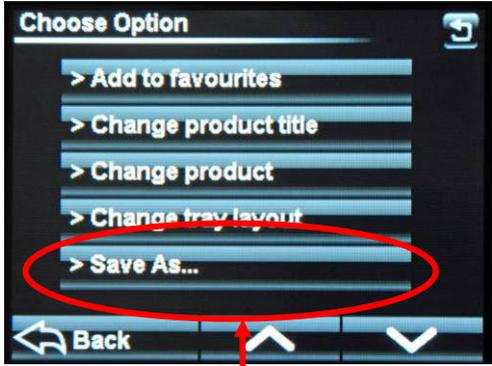 Choose Option
> Add to favourites
> Change product title
> Change product
> Change tray layout
> Save As...
Back